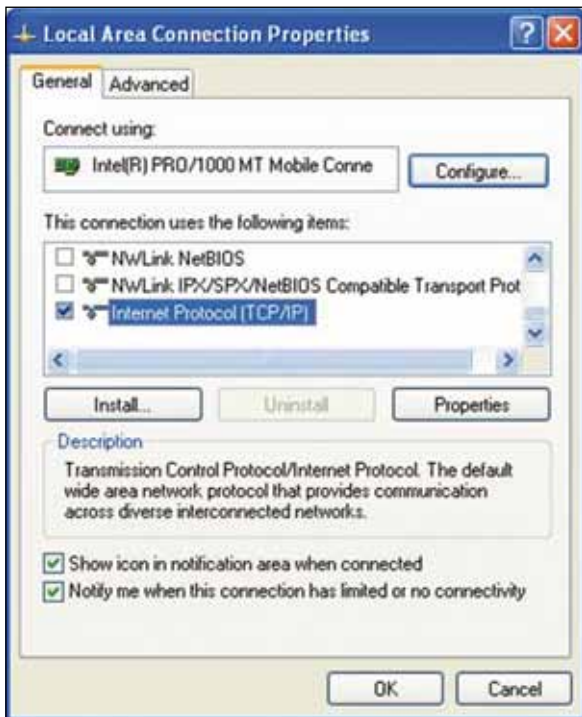 Local Area Connection Properties
General
Advanced
Connect using:
Intel(R) PRO/1000 MT Mobile Conne
Configure...
This connection uses the following items:
NWLink NetBIOS
NWLink IPX/SPX/NetBIOS Compatible Transport Prot
Internet Protocol (TCP/IP)
Install...
Uninstall
Properties
Description
Transmission Control Protocol/Internet Protocol. The default
wide area network protocol that provides communication
across diverse interconnected networks.
Show icon in notification area when connected
Notify me when this connection has limited or no connectivity
OK
Cancel